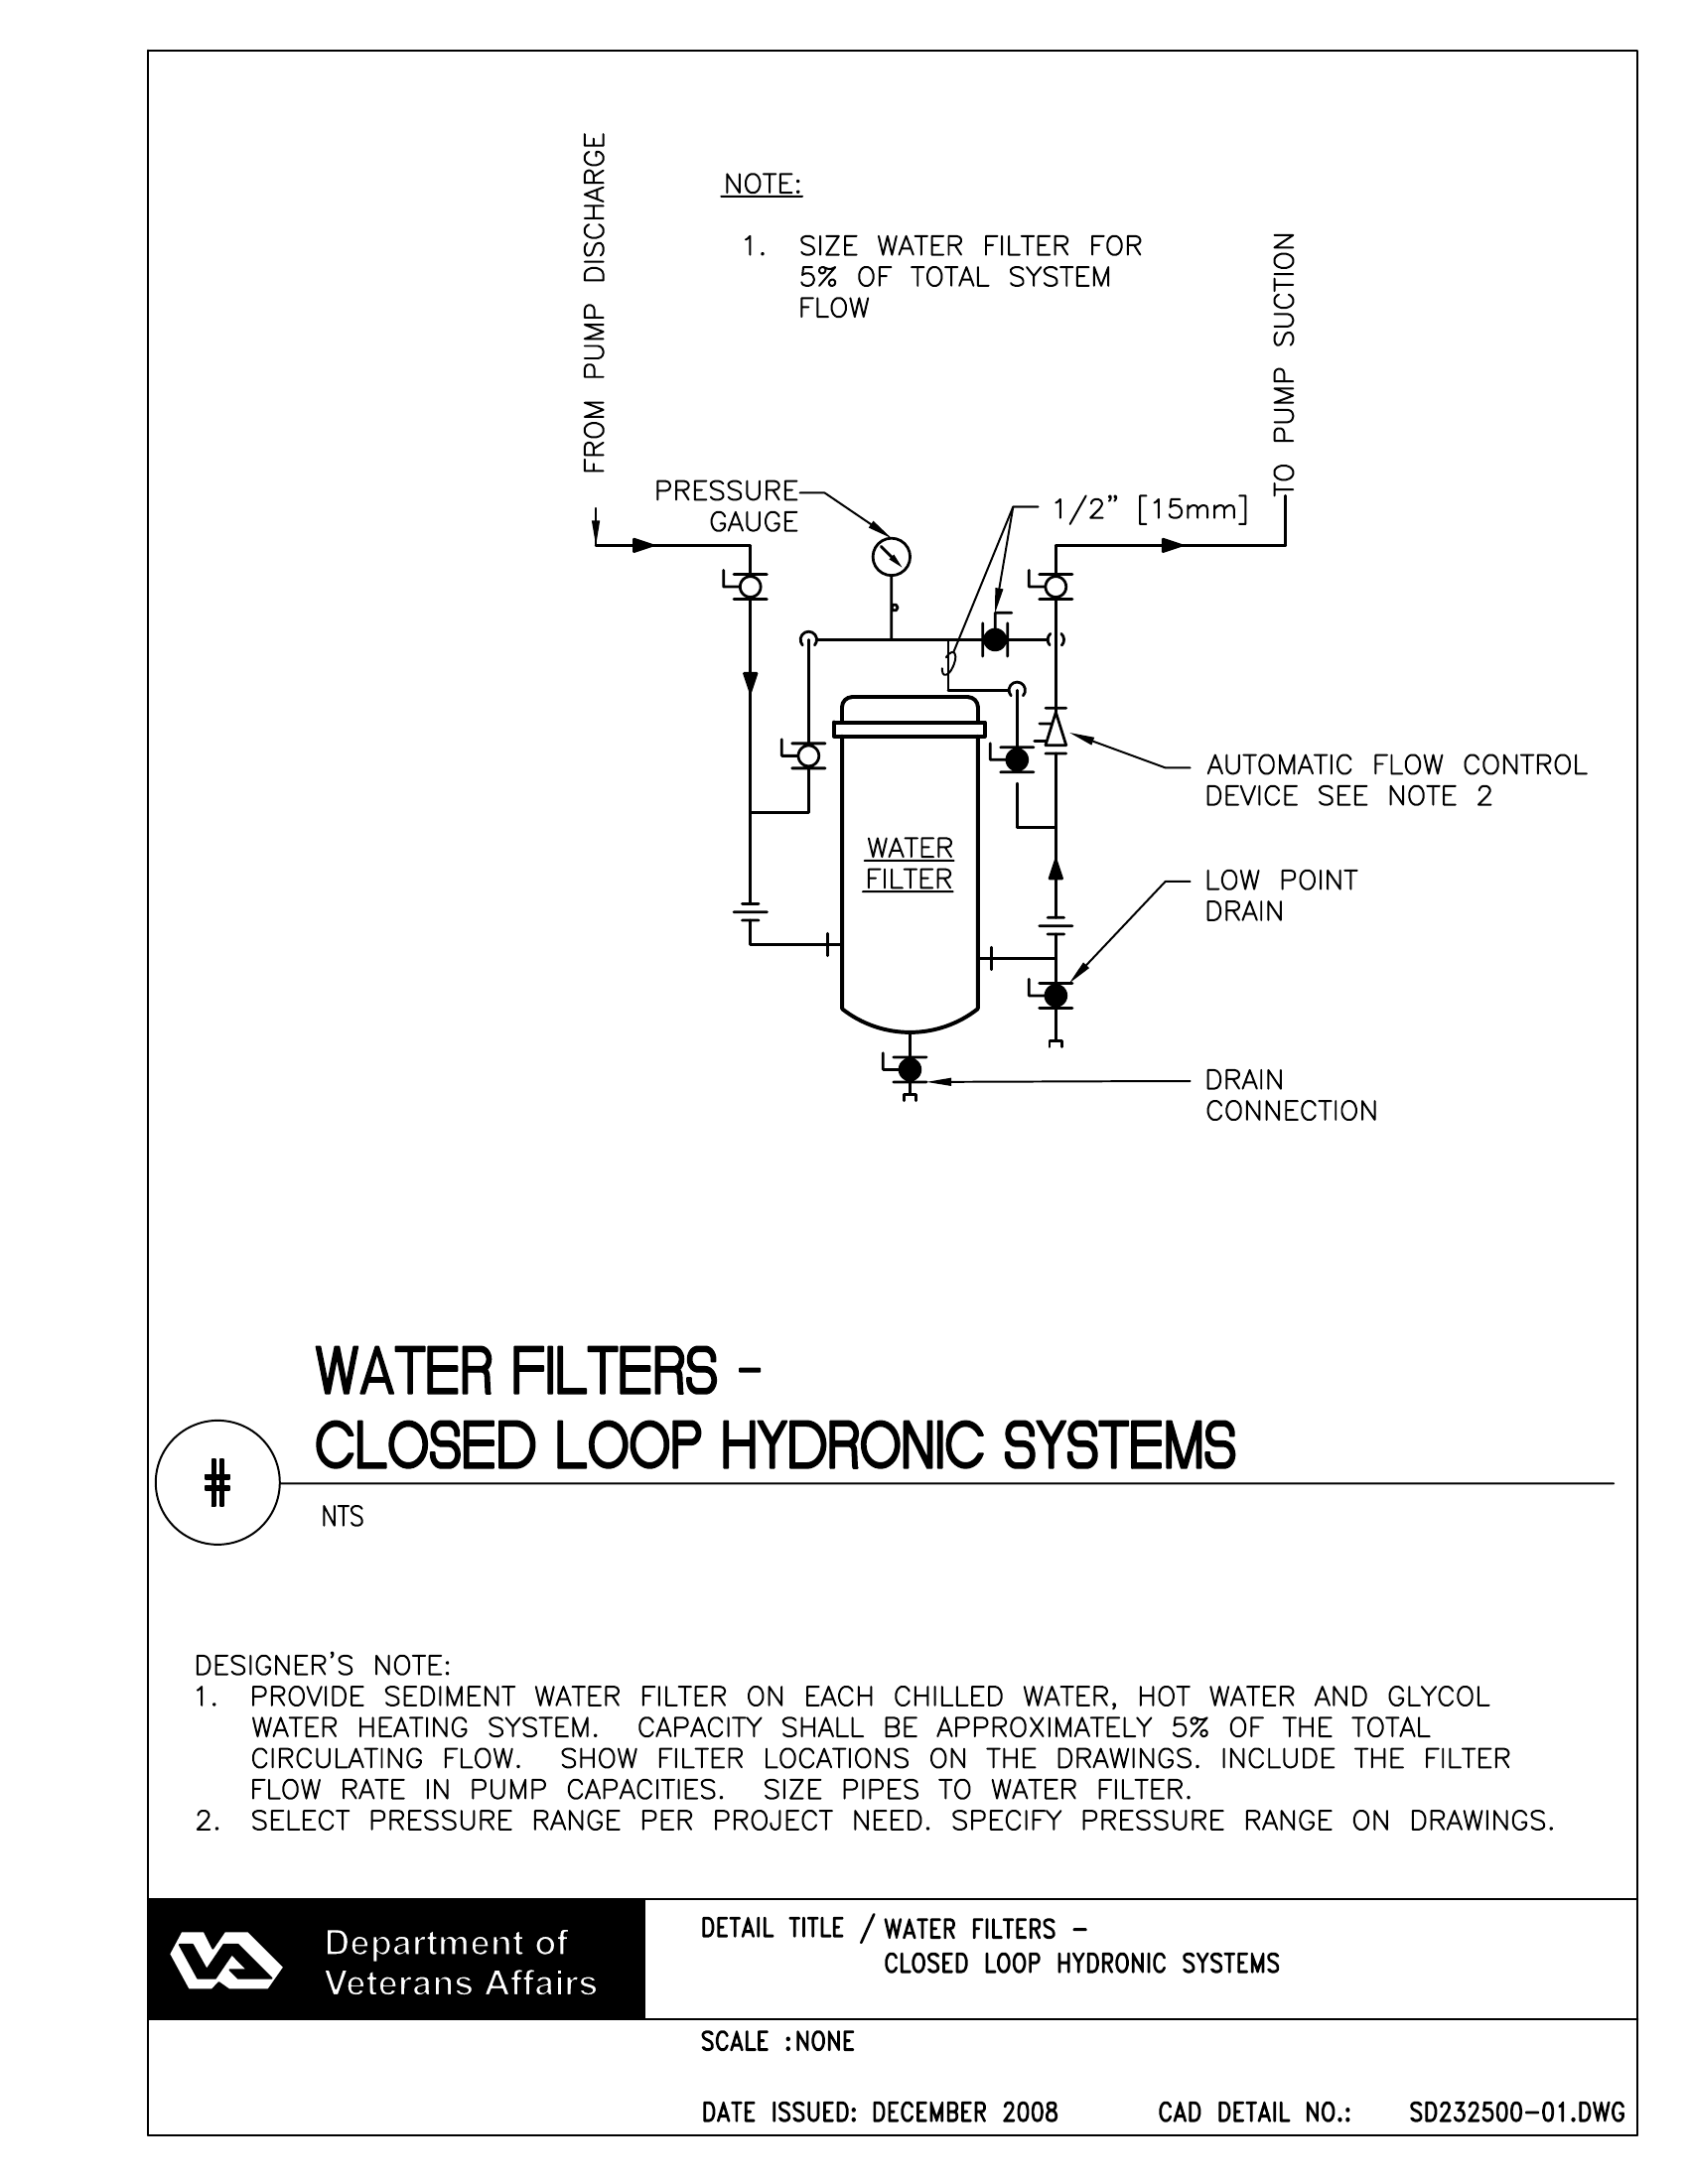 FROM PUMP DISCHARGE
NOTE:
1. SIZE WATER FILTER FOR
5% OF TOTAL SYSTEM
FLOW
TO PUMP SUCTION
PRESSURE
GAUGE
1/2” [15mm]
AUTOMATIC FLOW CONTROL
DEVICE SEE NOTE 2
WATER
FILTER
LOW POINT
DRAIN
DRAIN
CONNECTION
WATER FILTERS -
CLOSED LOOP HYDRONIC SYSTEMS
#
NTS
DESIGNER'S NOTE:
1. PROVIDE SEDIMENT WATER FILTER ON EACH CHILLED WATER, HOT WATER AND GLYCOL
WATER HEATING SYSTEM. CAPACITY SHALL BE APPROXIMATELY 5% OF THE TOTAL
CIRCULATING FLOW. SHOW FILTER LOCATIONS ON THE DRAWINGS. INCLUDE THE FILTER
FLOW RATE IN PUMP CAPACITIES. SIZE PIPES TO WATER FILTER.
2. SELECT PRESSURE RANGE PER PROJECT NEED. SPECIFY PRESSURE RANGE ON DRAWINGS.
Department of
Veterans Affairs
DETAIL TITLE / WATER FILTERS -
CLOSED LOOP HYDRONIC SYSTEMS
SCALE :NONE
DATE ISSUED: DECEMBER 2008 CAD DETAIL NO.: SD232500-01.DWG